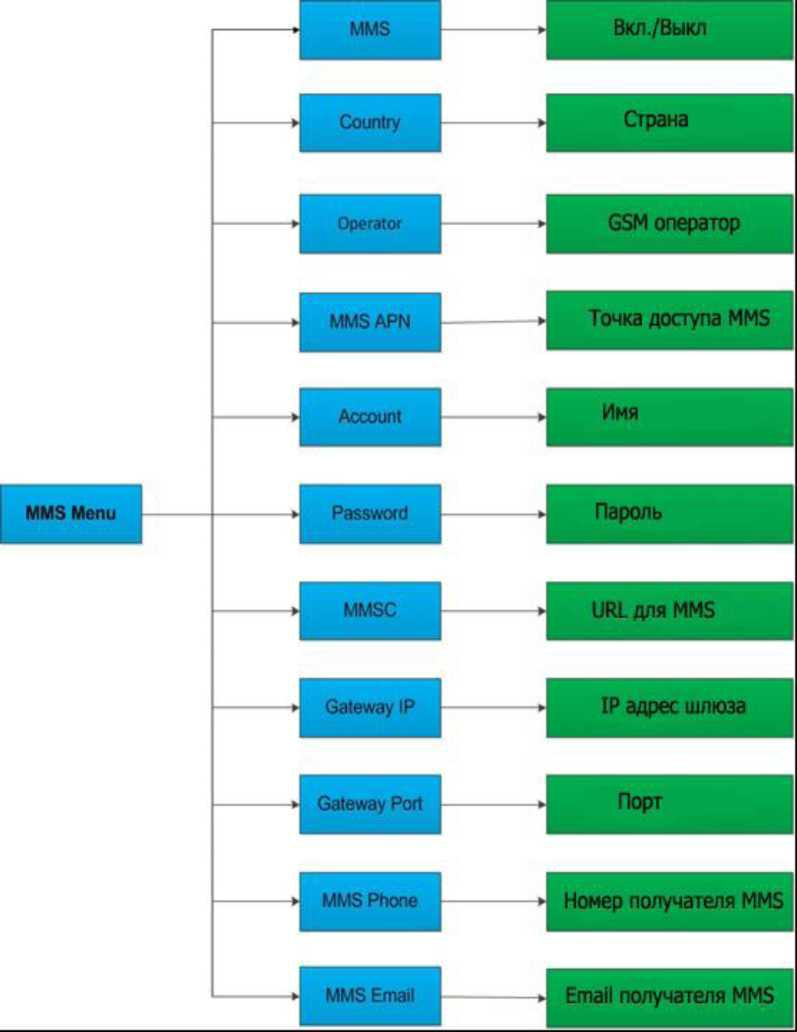 MMS
Вкл./Выкл
Country
Страна
Operator
GSM оператор
MMS APN
Точка доступа MMS
Account
Имя
MMS Menu
Password
Пароль
MMSC
URL для MMS
Gateway IP
IP адрес шлюза
Gateway Port
Порт
MMS Phone
Номер получателя MMS
MMS Email
Email получателя MMS